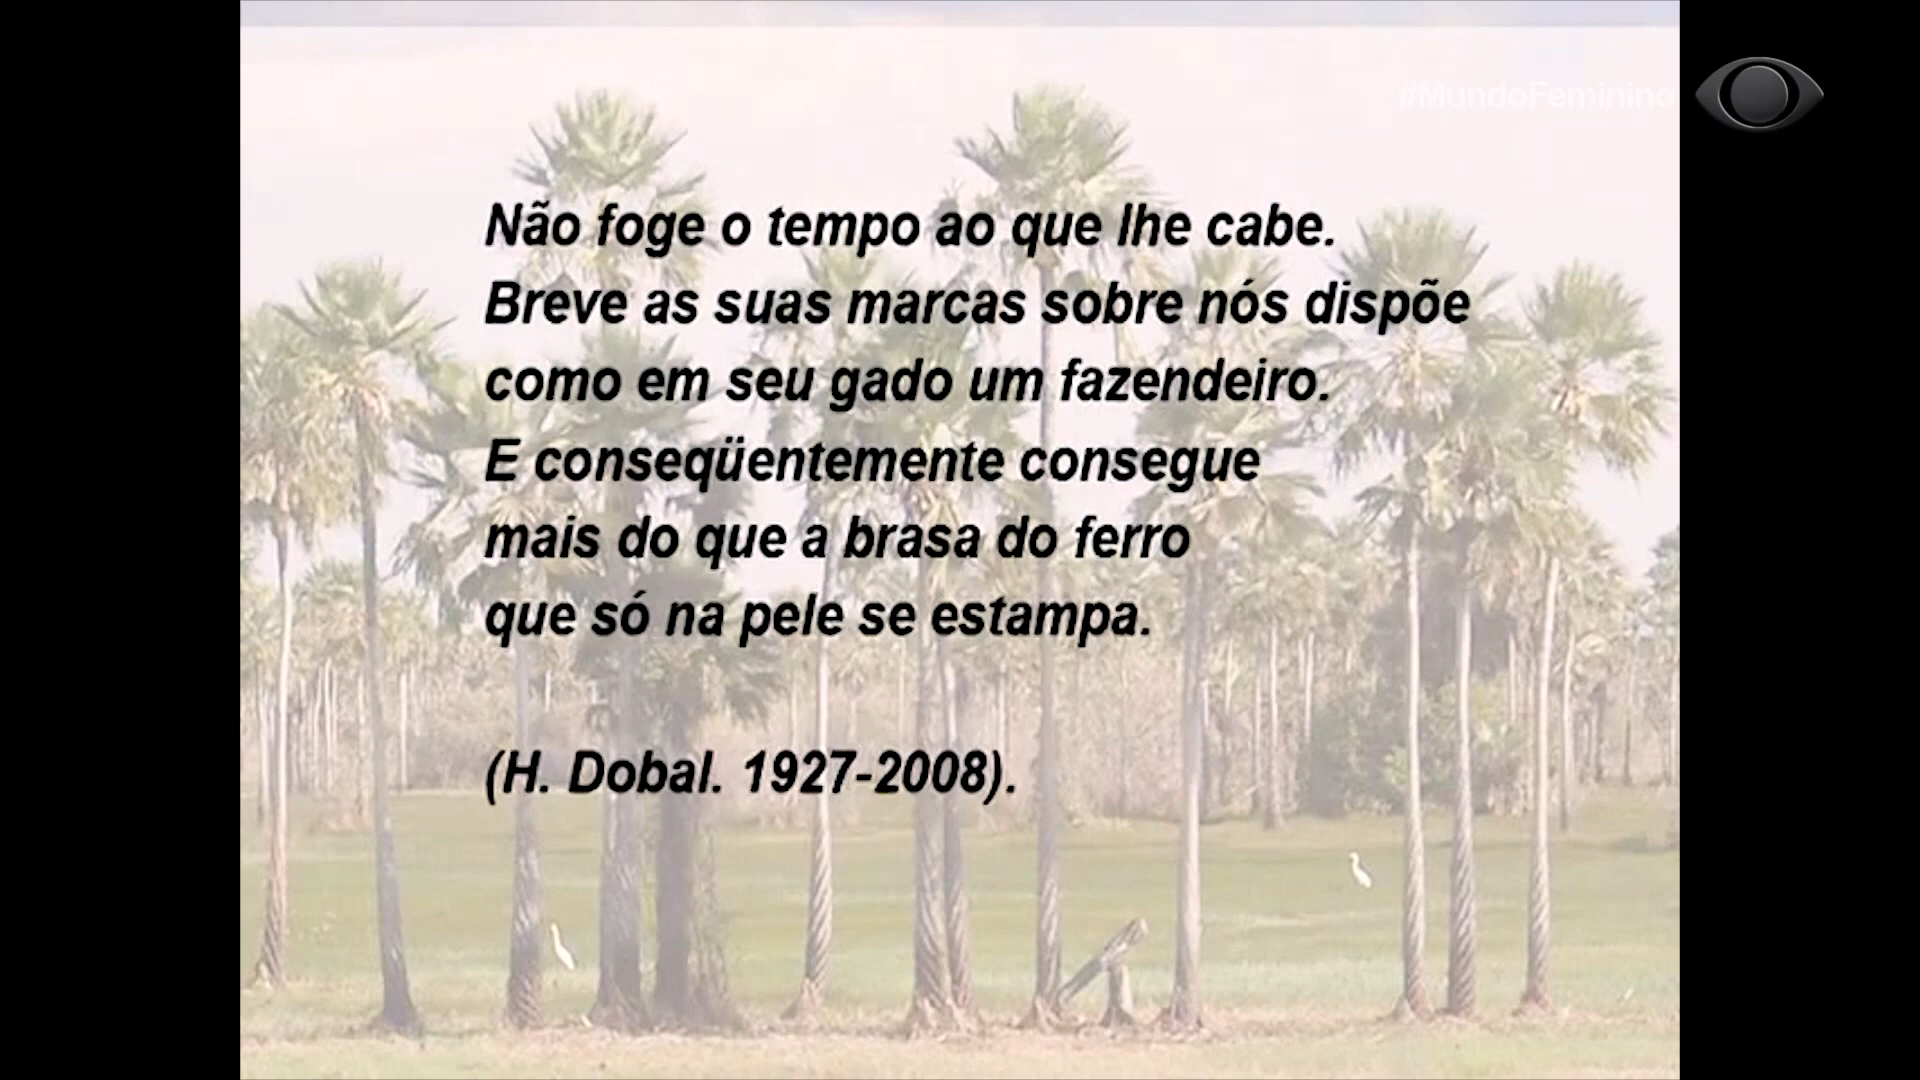 #MundoFeminino
Não foge o tempo ao que lhe cabe.
Breve as suas marcas sobre nós dispõe
como em seu gado um fazendeiro.
E conseqüentemente consegue
mais do que a brasa do ferro
que só na pele se estampa.
(H. Dobal. 1927-2008).